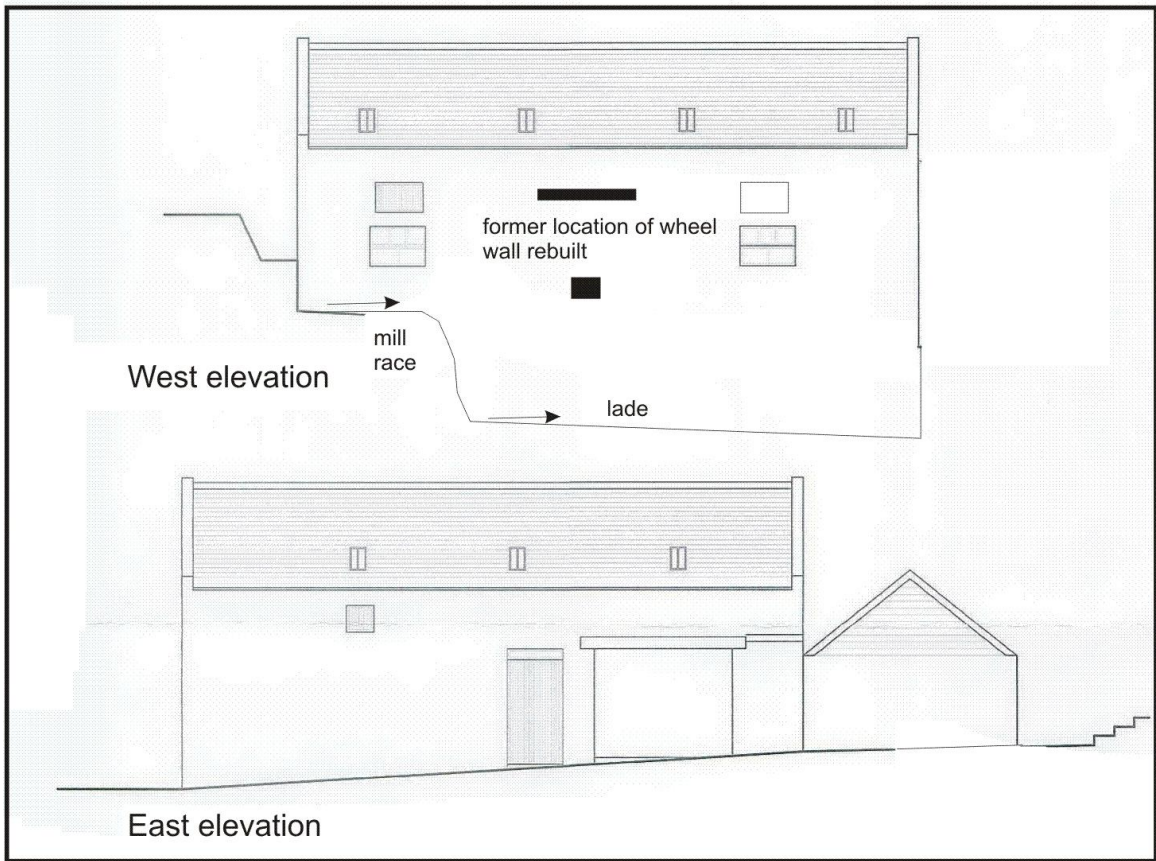 former location of wheel
wall rebuilt
mill
race
West elevation
lade
East elevation